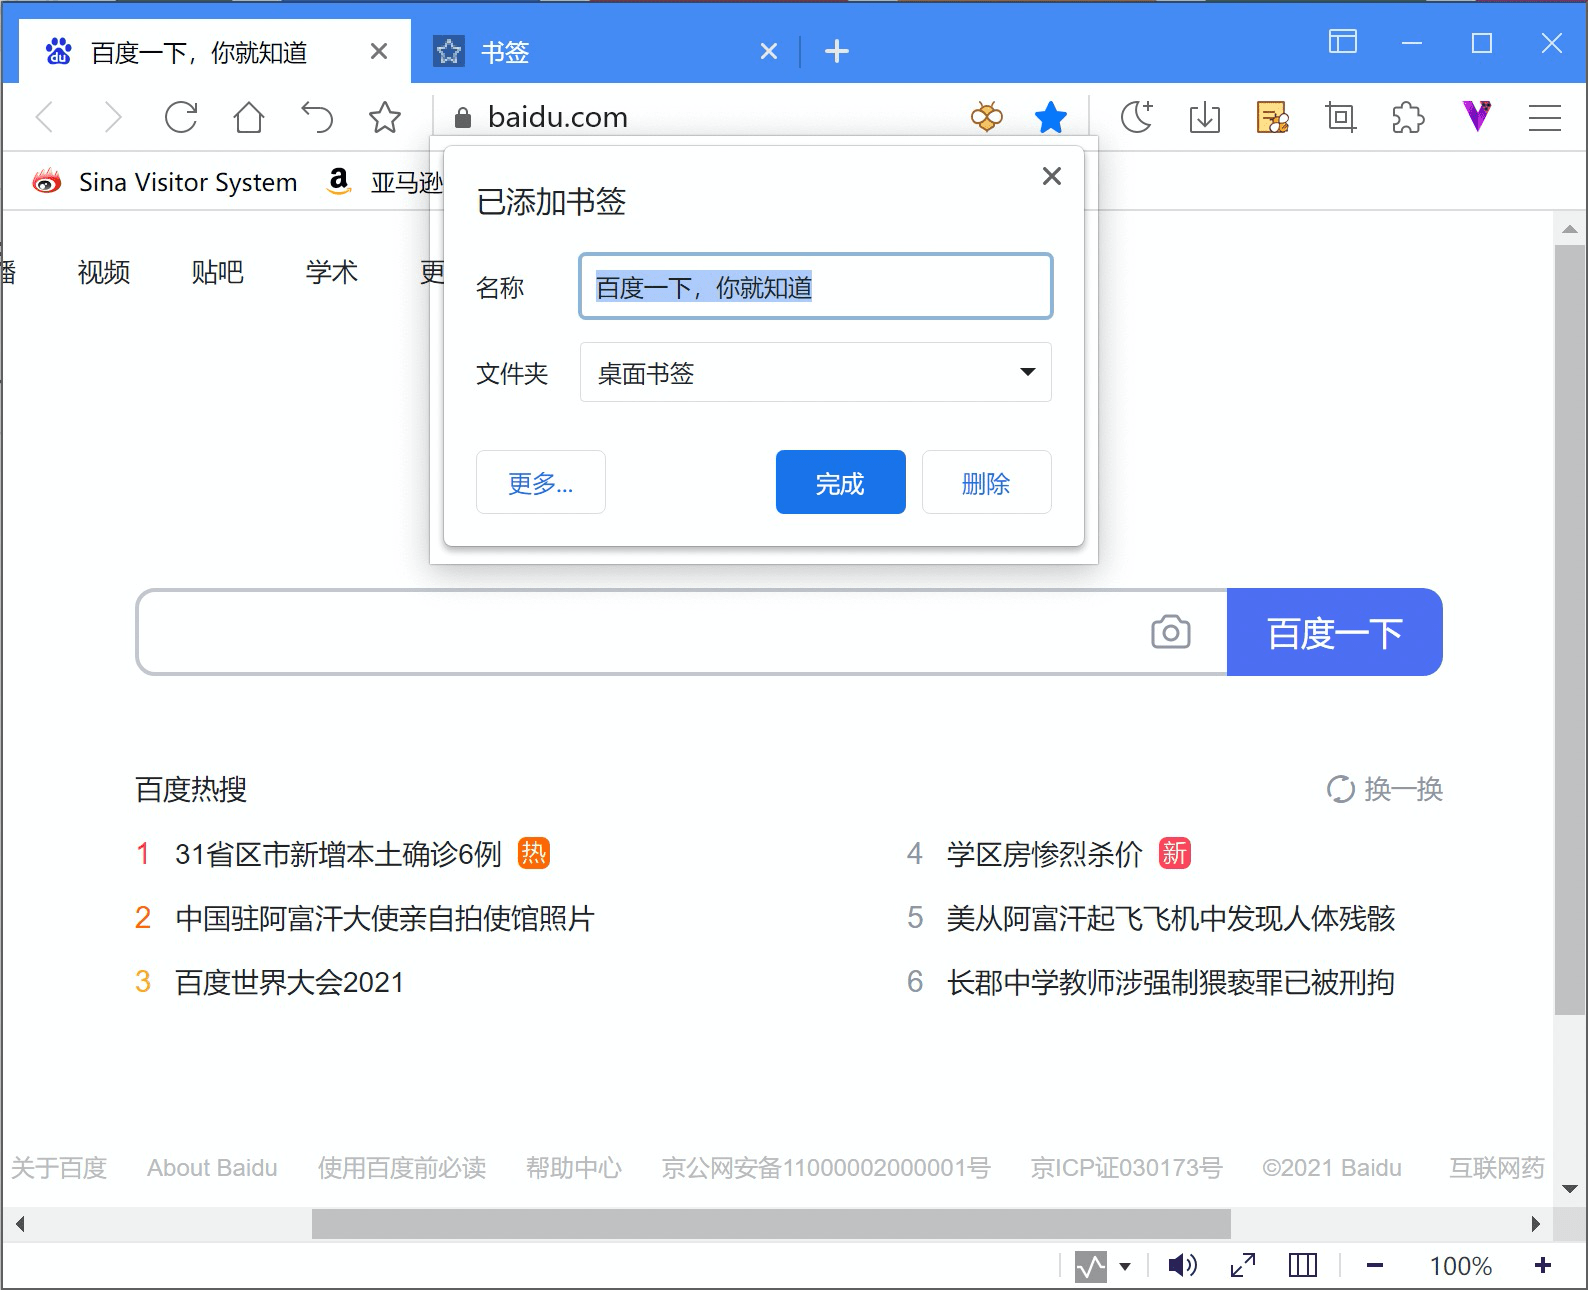 百度一下，你就知道
书签
baidu.com
Sina Visitor System
亚马逊
已添加书签
名称
百度一下，你就知道
文件夹
桌面书签
更多...
完成
删除
播
视频
贴吧
学术
更
百度一下
百度热搜
换一换
1 31省区市新增本土确诊6例 热
2 中国驻阿富汗大使亲自拍使馆照片
3 百度世界大会2021
4 学区房惨烈杀价 新
5 美从阿富汗起飞飞机中发现人体残骸
6 长郡中学教师涉强制猥亵罪已被刑拘
关于百度 About Baidu 使用百度前必读 帮助中心 京公网安备11000002000001号 京ICP证030173号 ©2021 Baidu 互联网药
100%